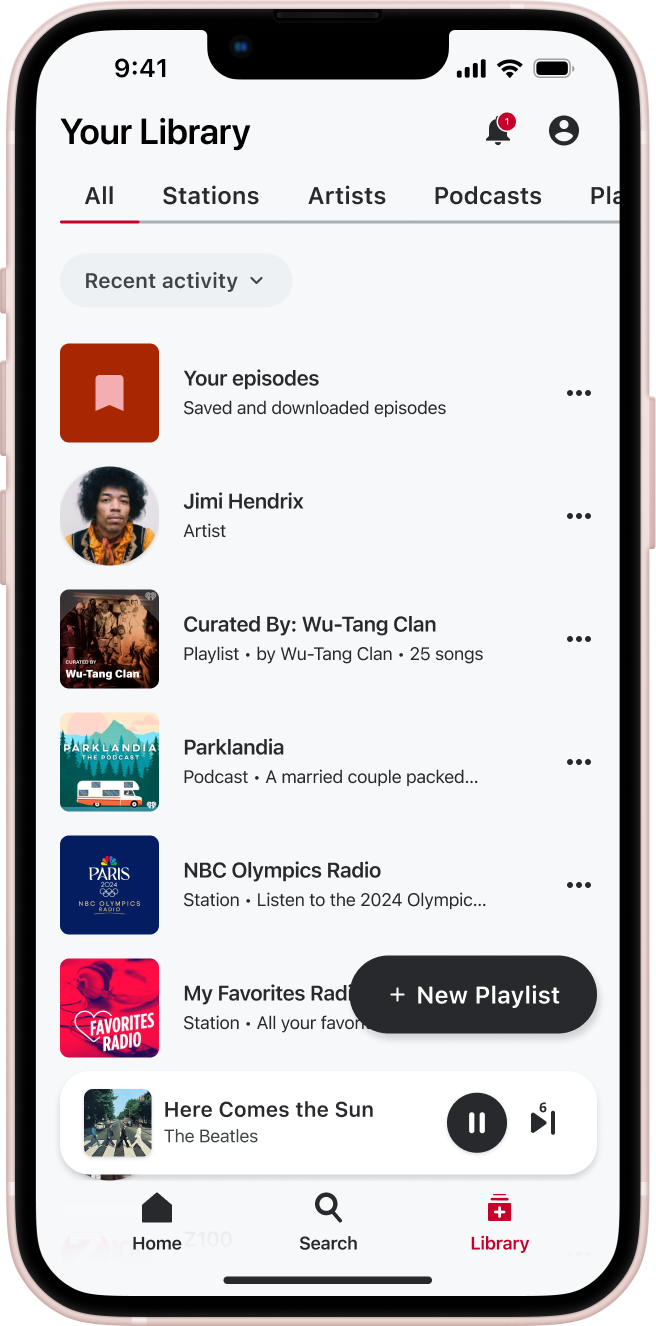 9:41
Your Library
1
All Stations Artists Podcasts Pla
Recent activity
Your episodes
Saved and downloaded episodes
Jimi Hendrix
Artist
CURATED BY
Wu-Tang Clan
Curated By: Wu-Tang Clan
Playlist • by Wu-Tang Clan • 25 songs
PARKLANDIA
THE PODCAST
Parklandia
Podcast • A married couple packed...
PARIS
2024
NBC OLYMPICS
RADIO
NBC Olympics Radio
Station • Listen to the 2024 Olympic...
FAVORITES
RADIO
My Favorites Radi
Station • All your favori
+ New Playlist
Here Comes the Sun
The Beatles
6
Z100
Home Search Library